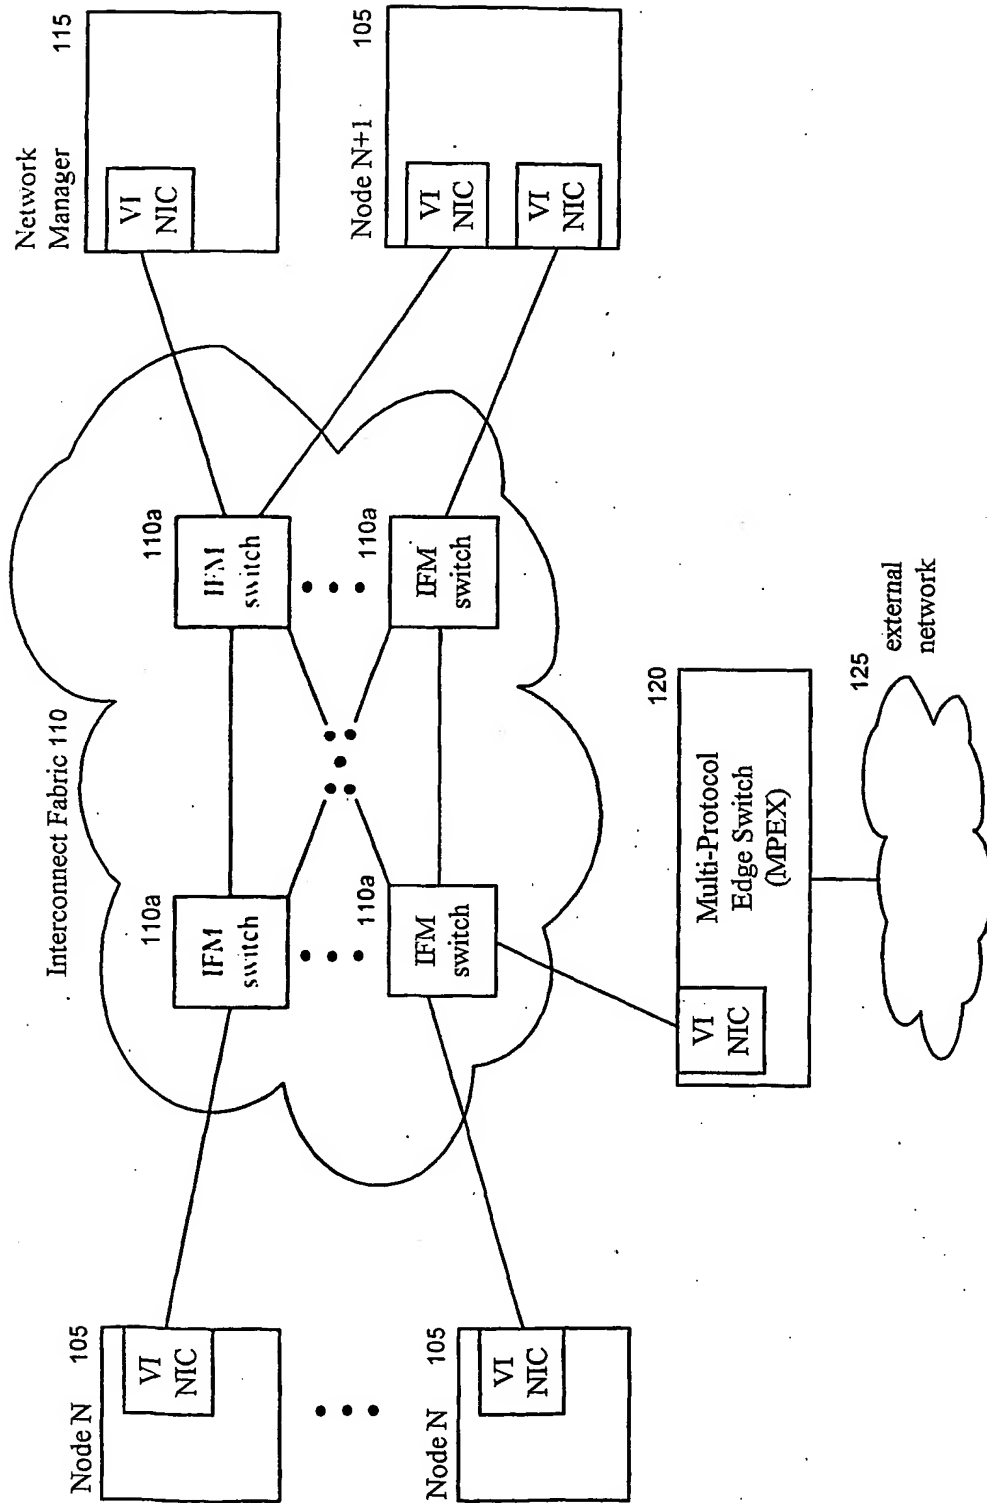 Network
Manager 115
VI
NIC
Node N+1 105
VI
NIC
VI
NIC
Interconnect Fabric 110
110a
IFM
switch
110a
IFM
switch
110a
IFM
switch
110a
IFM
switch
Node N 105
VI
NIC
Node N 105
VI
NIC
120
Multi-Protocol
Edge Switch
(MPEX)
VI
NIC
125
external
network